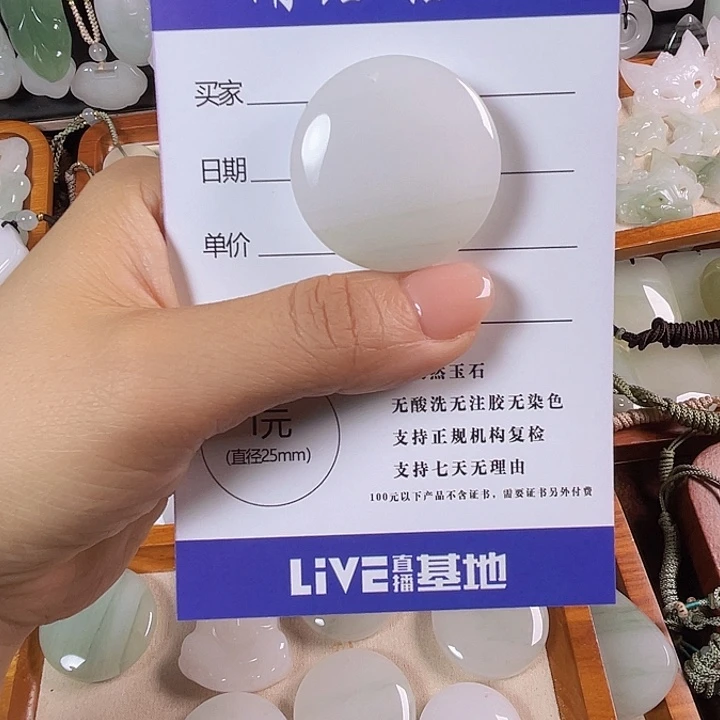 买家
日期
单价
然玉石
1元
(直径25mm)
无酸洗无注胶无染色
支持正规机构复检
支持七天无理由
100元以下产品不含证书，需要证书另外付费
LiVE直播基地